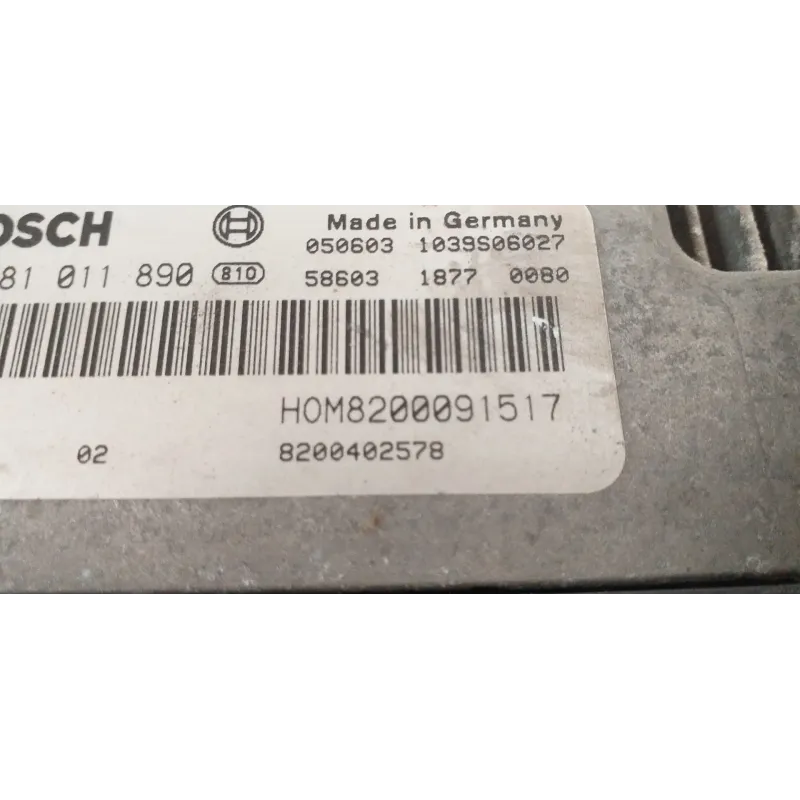 OSCH Made in Germany
050603 1039S06027
81 011 890 810 58603 1877 0080
HOM8200091517
02 8200402578